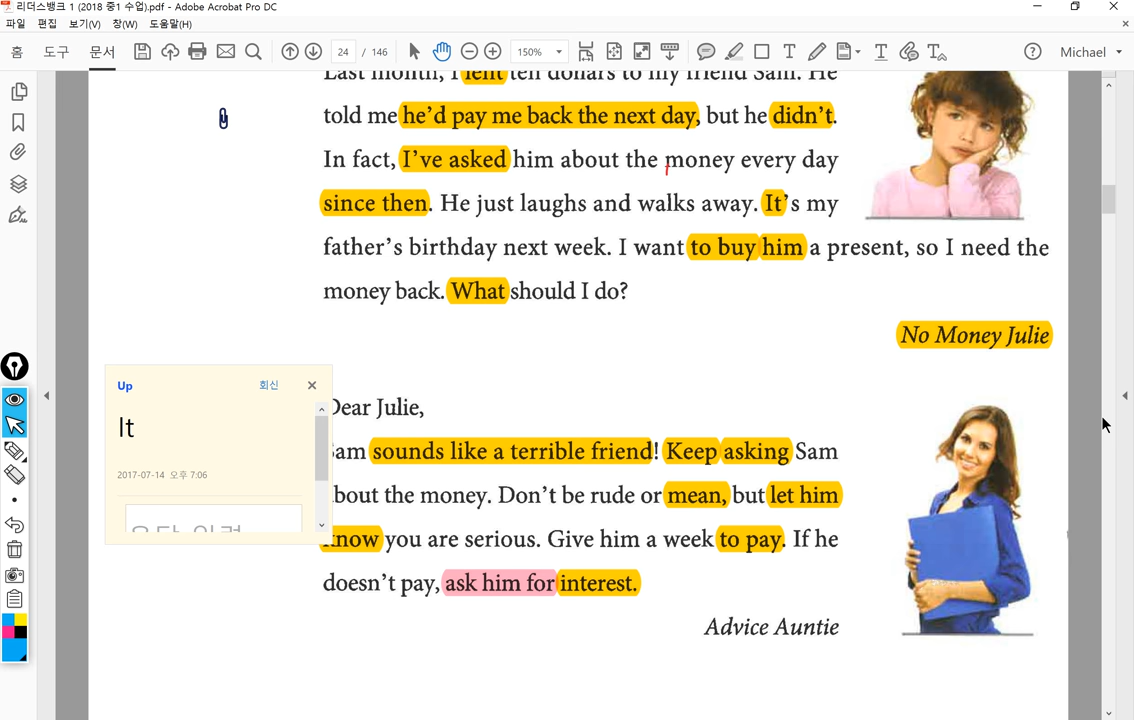 리더스뱅크 1 (2018 중1 수업).pdf - Adobe Acrobat Pro DC
파일 편집 보기(V) 창(W) 도움말(H)
홈 도구 문서 24 / 146 150% Michael
Last month, I lent ten dollars to my friend Sam. He
told me he'd pay me back the next day, but he didn't.
In fact, I've asked him about the money every day
since then. He just laughs and walks away. It's my
father's birthday next week. I want to buy him a present, so I need the
money back. What should I do?
No Money Julie
Up 회신
It
2017-07-14 오후 7:06
Dear Julie,
Sam sounds like a terrible friend! Keep asking Sam
about the money. Don't be rude or mean, but let him
know you are serious. Give him a week to pay. If he
doesn't pay, ask him for interest.
Advice Auntie